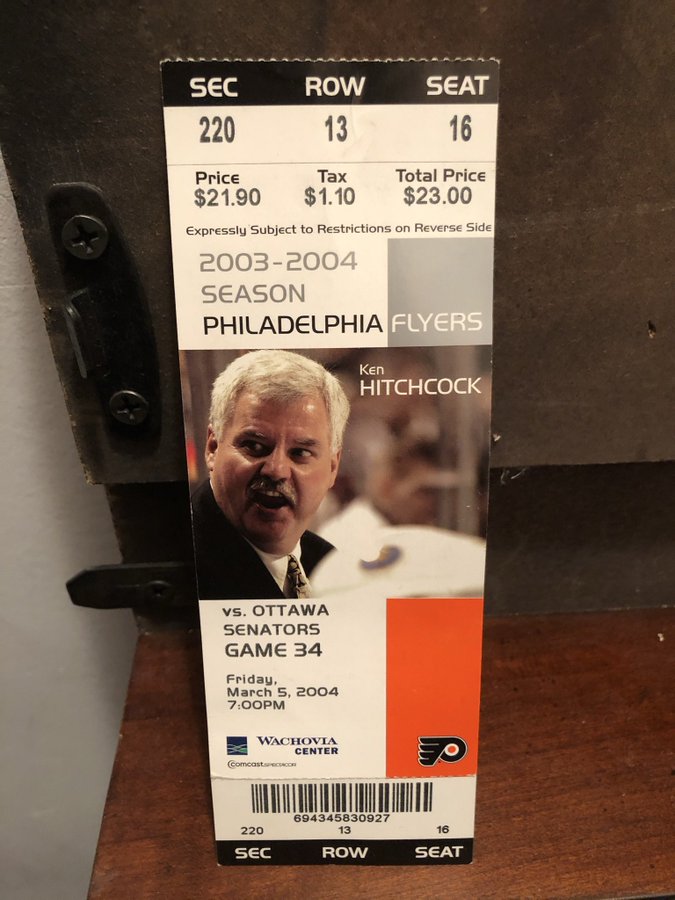 SEC ROW SEAT
220 13 16
Price Tax Total Price
$21.90 $1.10 $23.00
Expressly Subject to Restrictions on Reverse Side
2003-2004
SEASON
PHILADELPHIA FLYERS
Ken
HITCHCOCK
vs. OTTAWA
SENATORS
GAME 34
Friday,
March 5, 2004
7:00PM
WACHOVIA
CENTER
comcast SPECTACOR
694345830927
220 13 16
SEC ROW SEAT